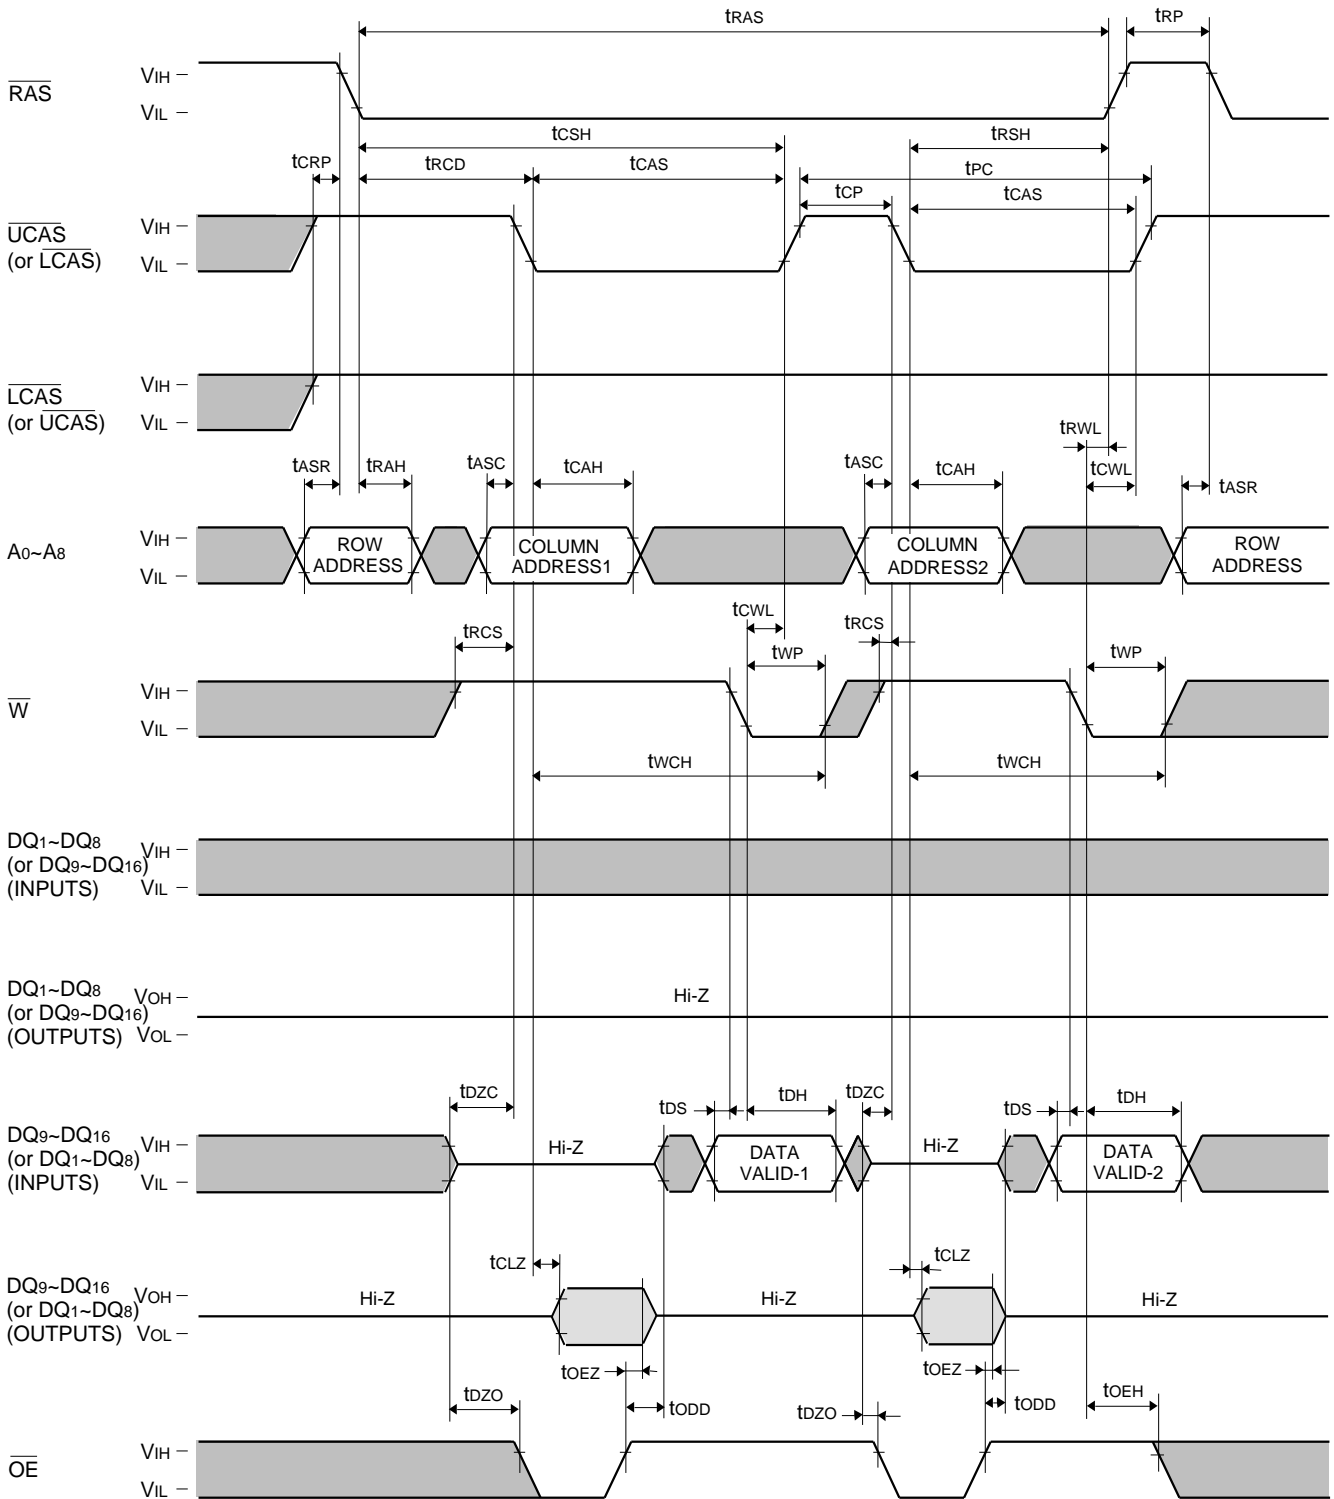 tRAS
tRP
RAS
VIH
VIL
tCSH
tRSH
tCRP
tRCD
tCAS
tPC
tCP
tCAS
UCAS
(or LCAS)
VIH
VIL
LCAS
(or UCAS)
VIH
VIL
tRWL
tASR
tRAH
tASC
tCAH
tASC
tCAH
tCWL
tASR
A0~A8
VIH
VIL
ROW
ADDRESS
COLUMN
ADDRESS1
COLUMN
ADDRESS2
ROW
ADDRESS
tCWL
tRCS
tRCS
tWP
tWP
W
VIH
VIL
tWCH
tWCH
DQ1~DQ8
(or DQ9~DQ16)
(INPUTS)
VIH
VIL
DQ1~DQ8
(or DQ9~DQ16)
(OUTPUTS)
VOH
VOL
Hi-Z
tDZC
tDS
tDH
tDZC
tDS
tDH
DQ9~DQ16
(or DQ1~DQ8)
(INPUTS)
VIH
VIL
Hi-Z
DATA
VALID-1
Hi-Z
DATA
VALID-2
tCLZ
tCLZ
DQ9~DQ16
(or DQ1~DQ8)
(OUTPUTS)
VOH
VOL
Hi-Z
Hi-Z
Hi-Z
tOEZ
tOEZ
tDZO
tODD
tDZO
tODD
tOEH
OE
VIH
VIL